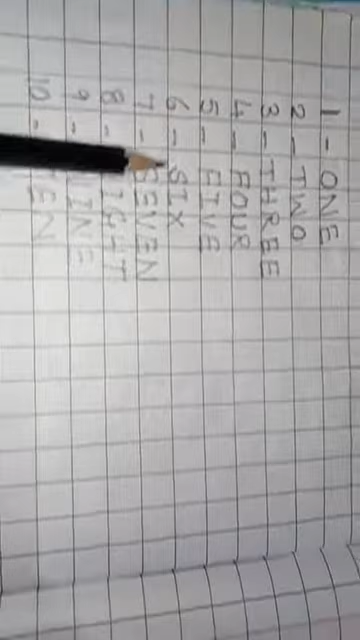 1 - ONE
2 - TWO
3 - THREE
4 - FOUR
5 - FIVE
6 - SIX
7 - SEVEN
8 - EIGHT
9 - NINE
10 - TEN